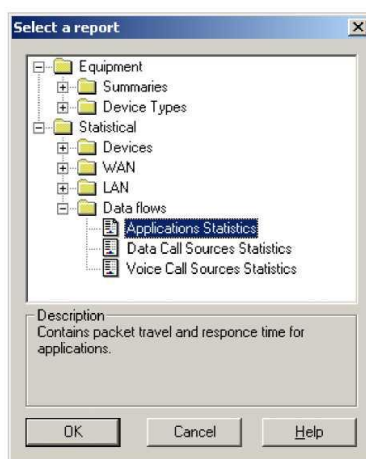 Select a report
Equipment
Summaries
Device Types
Statistical
Devices
WAN
LAN
Data flows
Applications Statistics
Data Call Sources Statistics
Voice Call Sources Statistics
Description
Contains packet travel and responce time for
applications.
OK Cancel Help